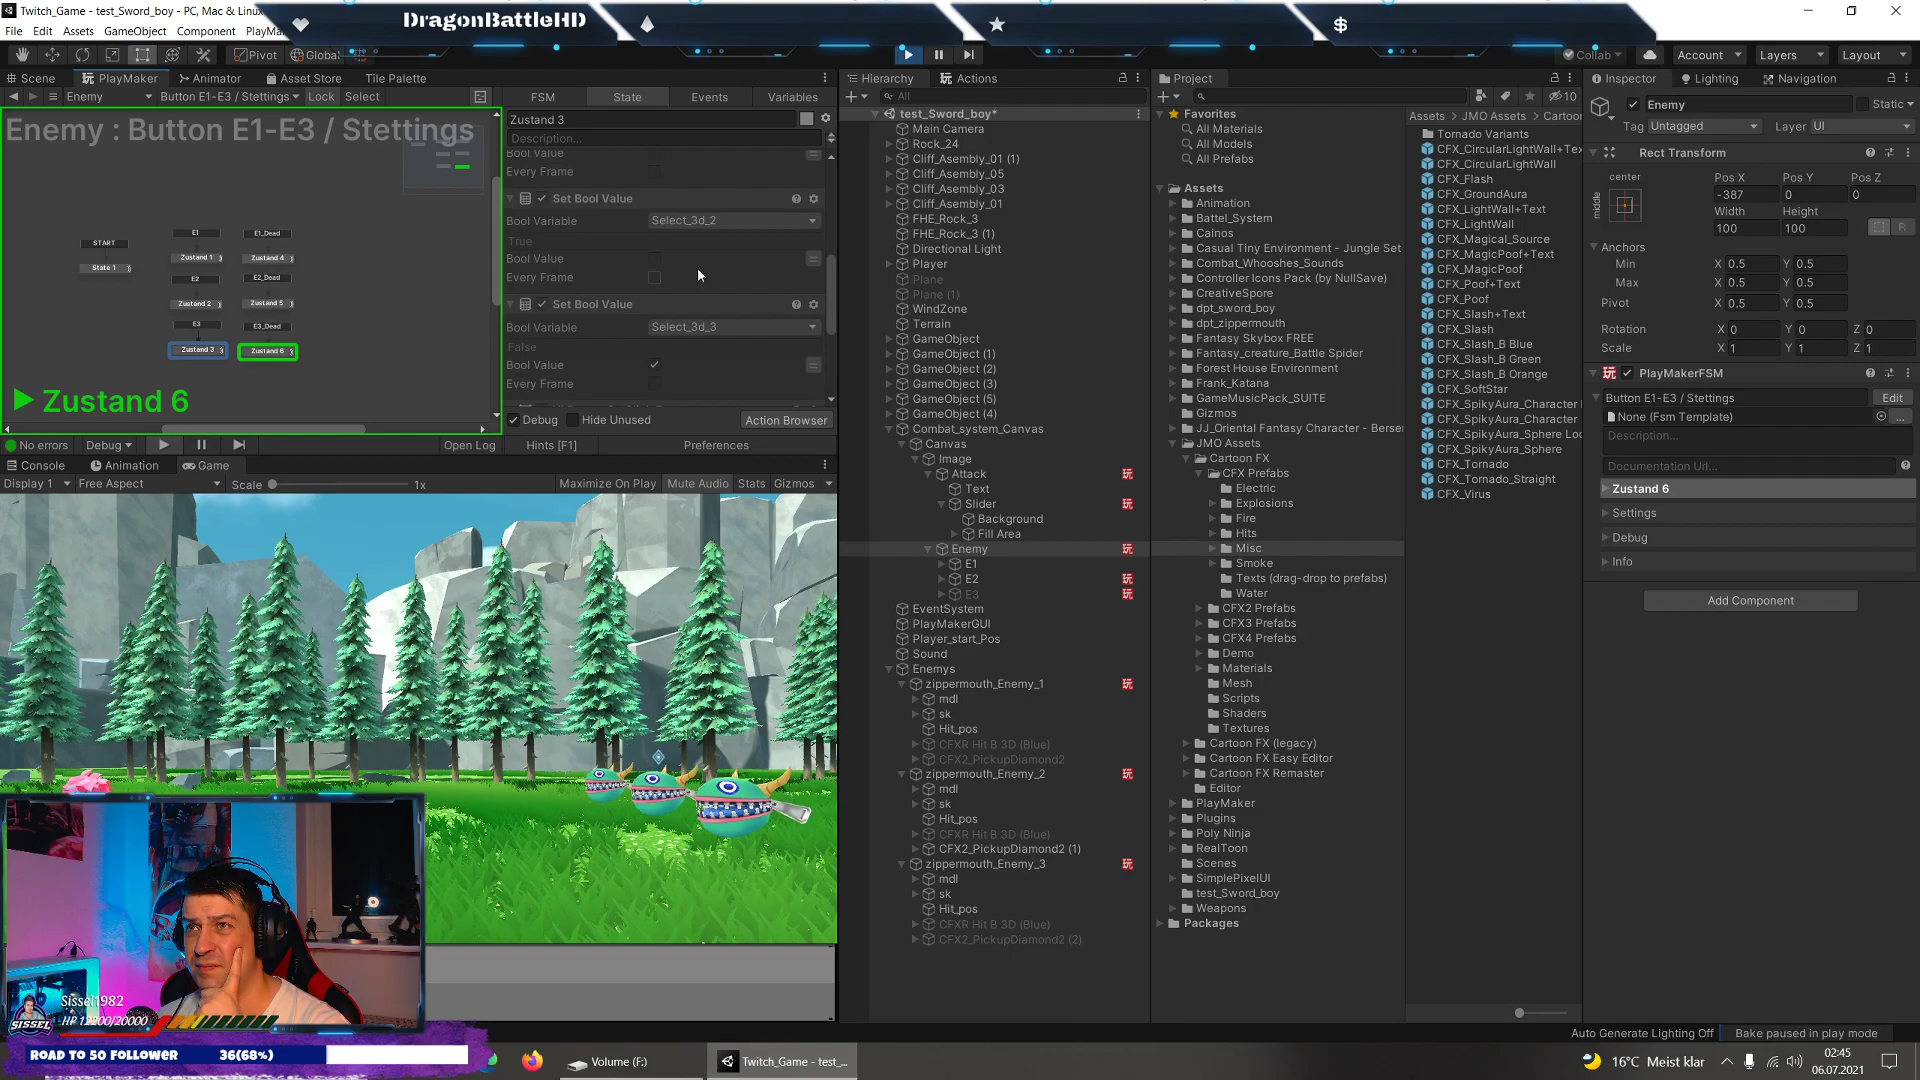 Twitch_Game - test_Sword_boy - PC, Mac & Linux
DragonBattleHD
File Edit Assets GameObject Component PlayMa
Pivot Global
Collab Account Layers Layout
Scene PlayMaker Animator Asset Store Tile Palette
Enemy Button E1-E3 / Stettings Lock Select
FSM State Events Variables
Enemy : Button E1-E3 / Stettings
START
State 1
E1
Zustand 1
E2
Zustand 2
E3
Zustand 3
E1_Dead
Zustand 4
E2_Dead
Zustand 5
E3_Dead
Zustand 6
Zustand 6
Zustand 3
Description...
Bool Value
Every Frame
Set Bool Value
Bool Variable Select_3d_2
True
Bool Value
Every Frame
Set Bool Value
Bool Variable Select_3d_3
False
Bool Value
Every Frame
Debug Hide Unused Action Browser
No errors Debug Open Log Hints [F1] Preferences
Console Animation Game
Display 1 Free Aspect Scale 1x Maximize On Play Mute Audio Stats Gizmos
Sissel1982
HP 12200/20000
SISSEL
ROAD TO 50 FOLLOWER 36(68%)
Hierarchy Actions
All
test_Sword_boy*
Main Camera
Rock_24
Cliff_Asembly_01 (1)
Cliff_Asembly_05
Cliff_Asembly_03
Cliff_Asembly_01
FHE_Rock_3
FHE_Rock_3 (1)
Directional Light
Player
Plane
Plane (1)
WindZone
Terrain
GameObject
GameObject (1)
GameObject (2)
GameObject (3)
GameObject (5)
GameObject (4)
Combat_system_Canvas
Canvas
Image
Attack
Text
Slider
Background
Fill Area
Enemy
E1
E2
E3
EventSystem
PlayMakerGUI
Player_start_Pos
Sound
Enemys
zippermouth_Enemy_1
mdl
sk
Hit_pos
CFXR Hit B 3D (Blue)
CFX2_PickupDiamond2
zippermouth_Enemy_2
mdl
sk
Hit_pos
CFXR Hit B 3D (Blue)
CFX2_PickupDiamond2 (1)
zippermouth_Enemy_3
mdl
sk
Hit_pos
CFXR Hit B 3D (Blue)
CFX2_PickupDiamond2 (2)
Project
10
Favorites
All Materials
All Models
All Prefabs
Assets
Animation
Battel_System
Cainos
Casual Tiny Environment - Jungle Set
Combat_Whooshes_Sounds
Controller Icons Pack (by NullSave)
CreativeSpore
dpt_sword_boy
dpt_zippermouth
Fantasy Skybox FREE
Fantasy_creature_Battle Spider
Forest House Environment
Frank_Katana
GameMusicPack_SUITE
Gizmos
JJ_Oriental Fantasy Character - Berser
JMO Assets
Cartoon FX
CFX Prefabs
Electric
Explosions
Fire
Hits
Misc
Smoke
Texts (drag-drop to prefabs)
Water
CFX2 Prefabs
CFX3 Prefabs
CFX4 Prefabs
Demo
Materials
Mesh
Scripts
Shaders
Textures
Cartoon FX (legacy)
Cartoon FX Easy Editor
Cartoon FX Remaster
Editor
PlayMaker
Plugins
Poly Ninja
RealToon
Scenes
SimplePixelUI
test_Sword_boy
Weapons
Packages
Assets JMO Assets Cartoo
Tornado Variants
CFX_CircularLightWall+Tex
CFX_CircularLightWall
CFX_Flash
CFX_GroundAura
CFX_LightWall+Text
CFX_LightWall
CFX_Magical_Source
CFX_MagicPoof+Text
CFX_MagicPoof
CFX_Poof+Text
CFX_Poof
CFX_Slash+Text
CFX_Slash
CFX_Slash_B Blue
CFX_Slash_B Green
CFX_Slash_B Orange
CFX_SoftStar
CFX_SpikyAura_Character
CFX_SpikyAura_Character
CFX_SpikyAura_Sphere Loo
CFX_SpikyAura_Sphere
CFX_Tornado
CFX_Tornado_Straight
CFX_Virus
Inspector Lighting Navigation
Enemy Static
Tag Untagged Layer UI
Rect Transform
center
middle
Pos X Pos Y Pos Z
-387 0 0
Width Height
100 100
R
Anchors
Min X 0.5 Y 0.5
Max X 0.5 Y 0.5
Pivot X 0.5 Y 0.5
Rotation X 0 Y 0 Z 0
Scale X 1 Y 1 Z 1
PlayMakerFSM
Button E1-E3 / Stettings Edit
None (Fsm Template)
Description...
Documentation Url...
Zustand 6
Settings
Debug
Info
Add Component
Auto Generate Lighting Off Bake paused in play mode
Volume (F:)
Twitch_Game - test_...
16°C Meist klar
02:45
06.07.2021